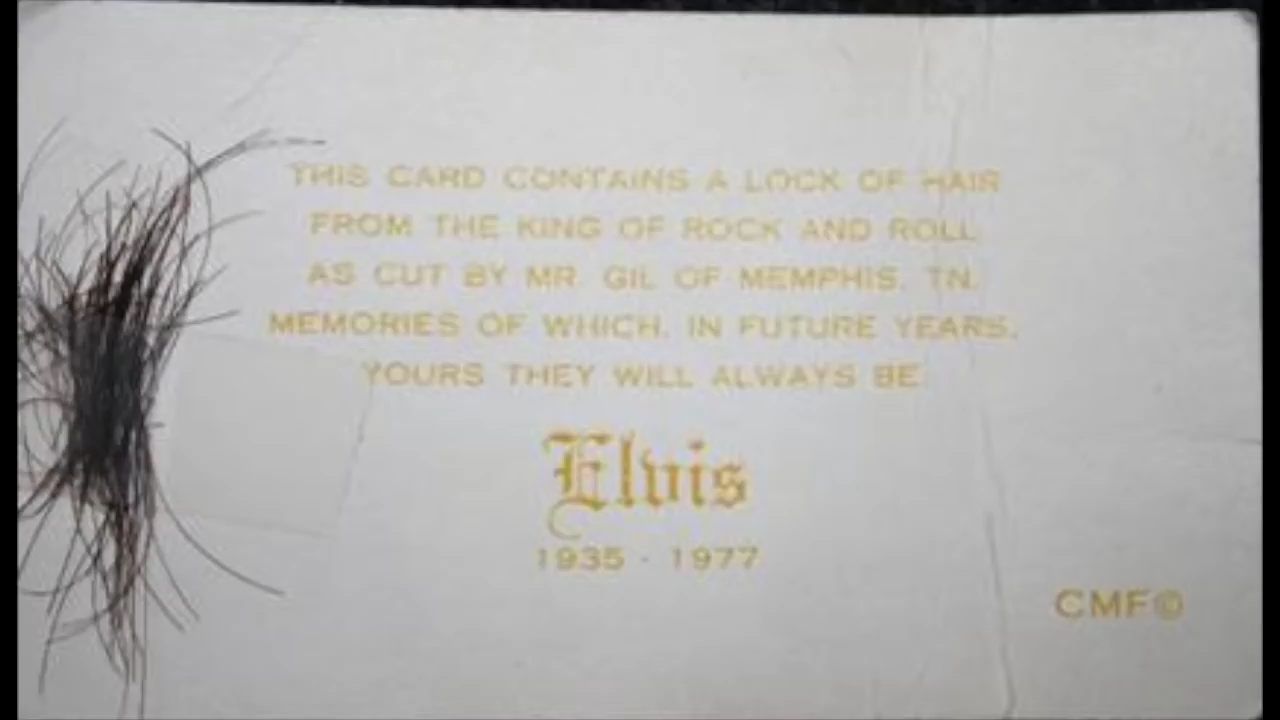 THIS CARD CONTAINS A LOCK OF HAIR
FROM THE KING OF ROCK AND ROLL
AS CUT BY MR. GIL OF MEMPHIS, TN.
MEMORIES OF WHICH, IN FUTURE YEARS,
YOURS THEY WILL ALWAYS BE.
Elvis
1935 - 1977
CMF©